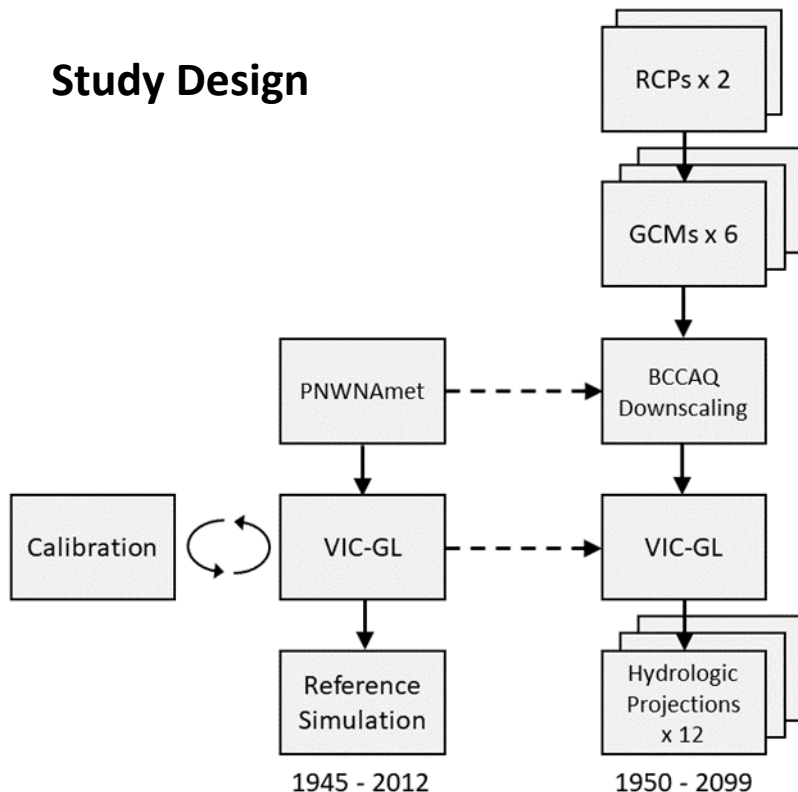 Study Design
RCPs x 2
GCMs x 6
PNWNAmet
BCCAQ
Downscaling
Calibration
VIC-GL
VIC-GL
Reference
Simulation
Hydrologic
Projections
x 12
1945 - 2012
1950 - 2099